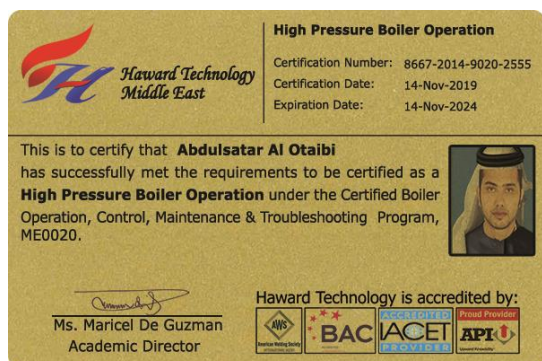 High Pressure Boiler Operation
Haward Technology
Middle East
Certification Number: 8667-2014-9020-2555
Certification Date: 14-Nov-2019
Expiration Date: 14-Nov-2024
This is to certify that Abdulsatar Al Otaibi
has successfully met the requirements to be certified as a
High Pressure Boiler Operation under the Certified Boiler
Operation, Control, Maintenance & Troubleshooting Program,
ME0020.
Ms. Maricel De Guzman
Academic Director
Haward Technology is accredited by:
AWS
American Welding Society
BAC
ACCREDITED
IACET
PROVIDER
Proud Provider
API